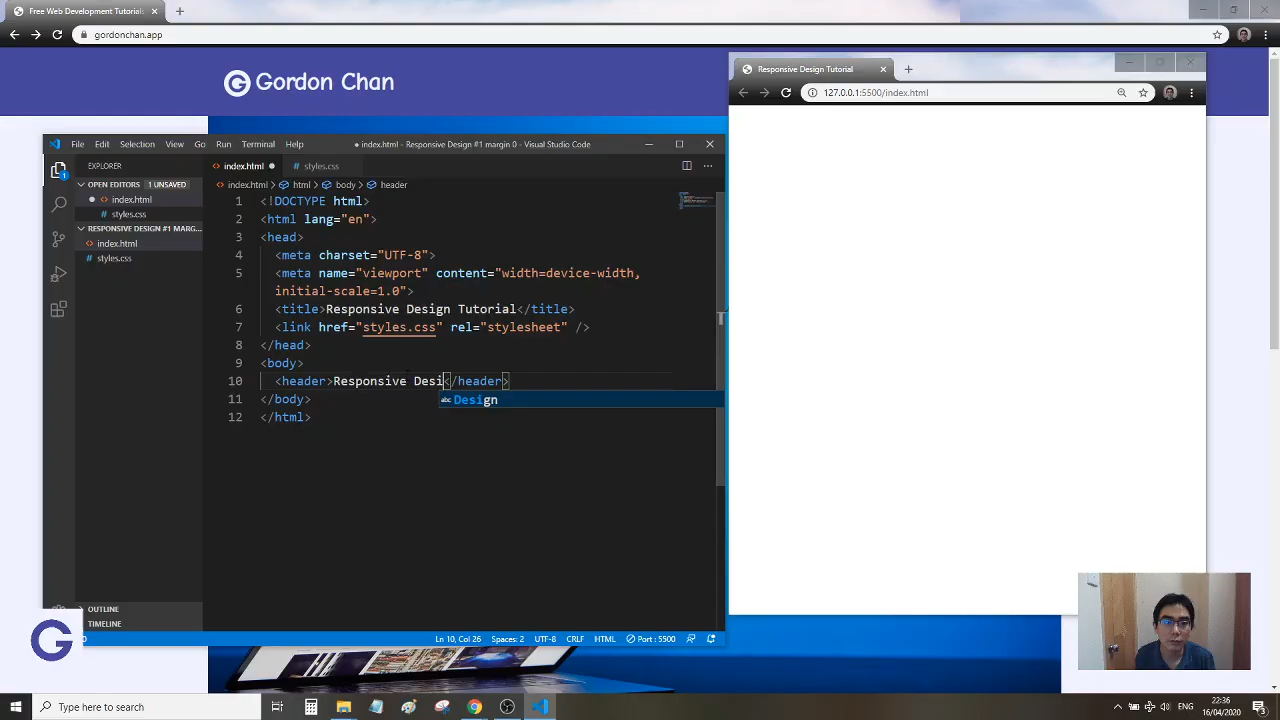 Free Web Development Tutorials
gordonchan.app
Gordon Chan
Responsive Design Tutorial
127.0.0.1:5500/index.html
File Edit Selection View Go Run Terminal Help
● index.html - Responsive Design #1 margin 0 - Visual Studio Code
EXPLORER
index.html ●
styles.css
OPEN EDITORS 1 UNSAVED
index.html
styles.css
RESPONSIVE DESIGN #1 MARG...
index.html
styles.css
OUTLINE
TIMELINE
index.html > html > body > header
1 <!DOCTYPE html>
2 <html lang="en">
3 <head>
4 <meta charset="UTF-8">
5 <meta name="viewport" content="width=device-width,
initial-scale=1.0">
6 <title>Responsive Design Tutorial</title>
7 <link href="styles.css" rel="stylesheet" />
8 </head>
9 <body>
10 <header>Responsive Desi</header>
abc Design
11 </body>
12 </html>
0
Ln 10, Col 26 Spaces: 2 UTF-8 CRLF HTML Port : 5500
Type here to search
ENG
22:36
16/04/2020
3